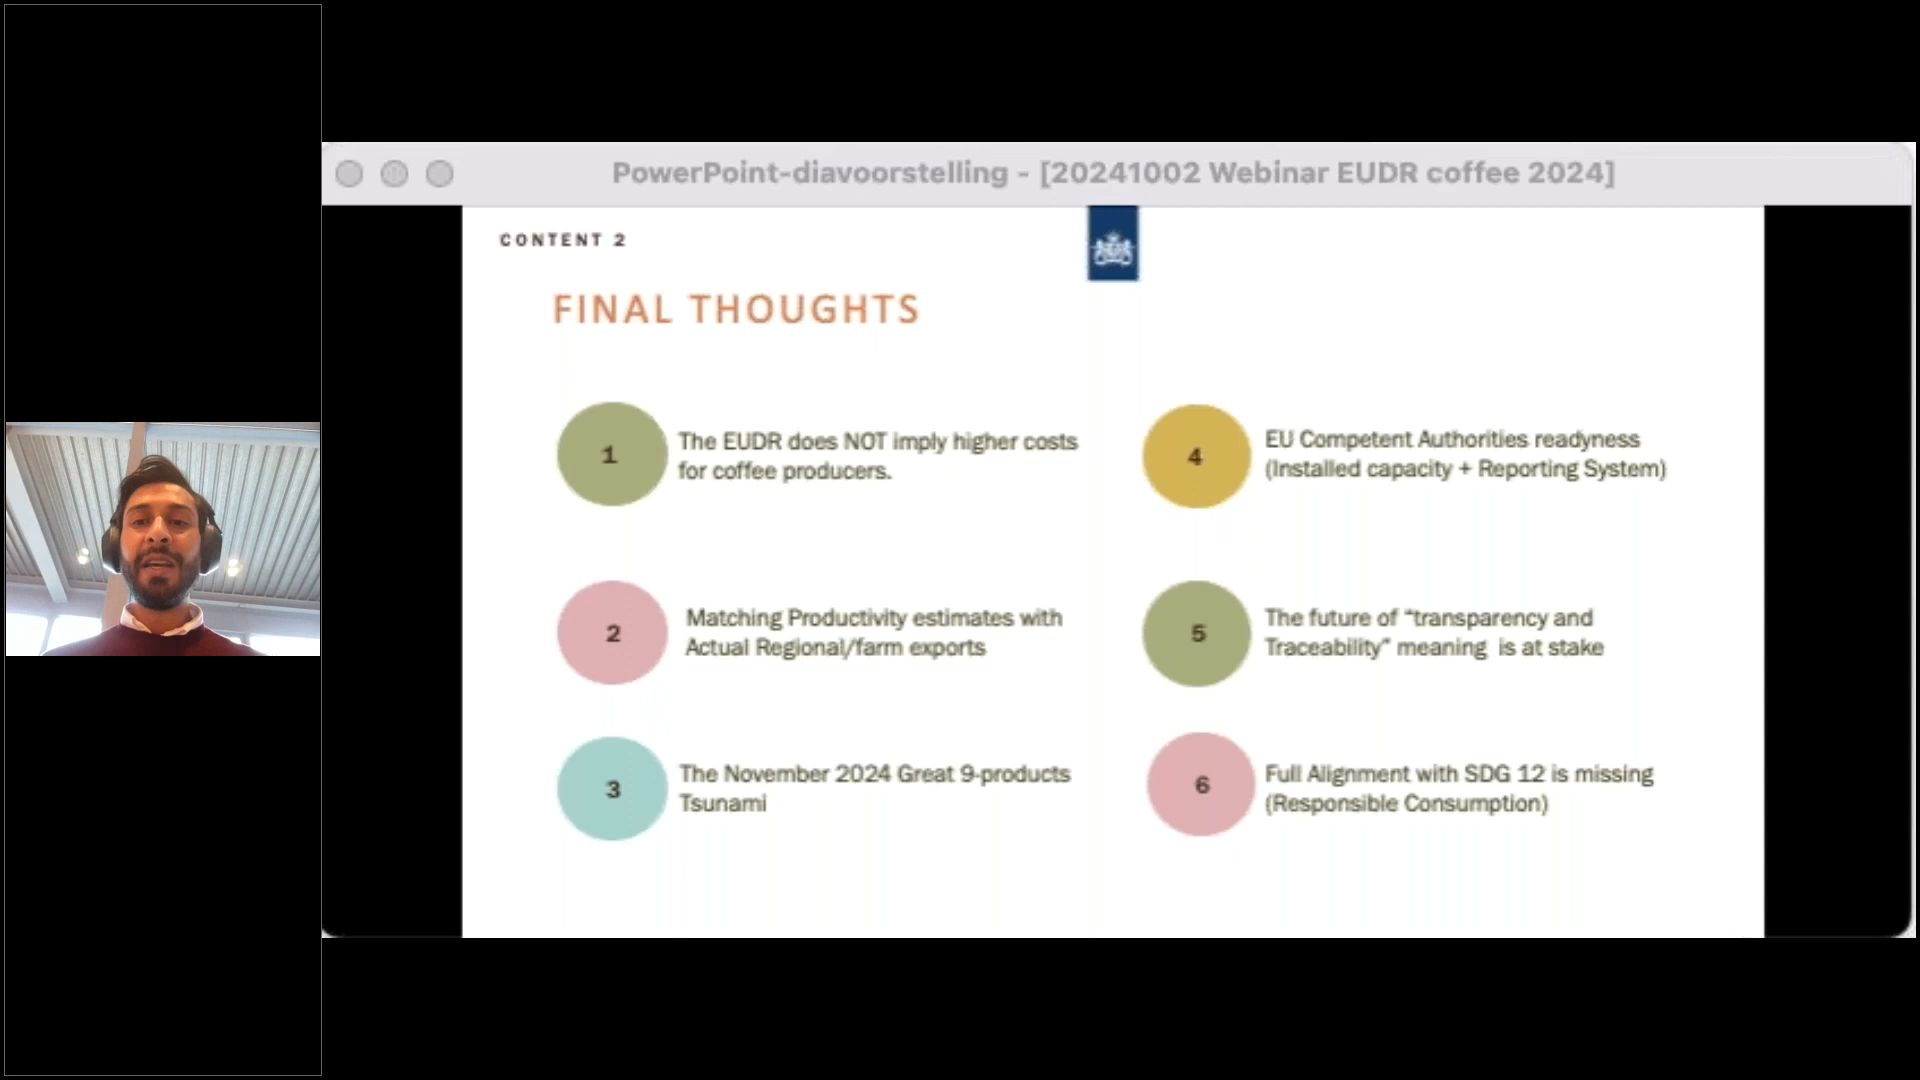 PowerPoint-diavoorstelling - [20241002 Webinar EUDR coffee 2024]
CONTENT 2
FINAL THOUGHTS
1
The EUDR does NOT imply higher costs
for coffee producers.
2
Matching Productivity estimates with
Actual Regional/farm exports
3
The November 2024 Great 9-products
Tsunami
4
EU Competent Authorities readyness
(Installed capacity + Reporting System)
5
The future of “transparency and
Traceability” meaning is at stake
6
Full Alignment with SDG 12 is missing
(Responsible Consumption)